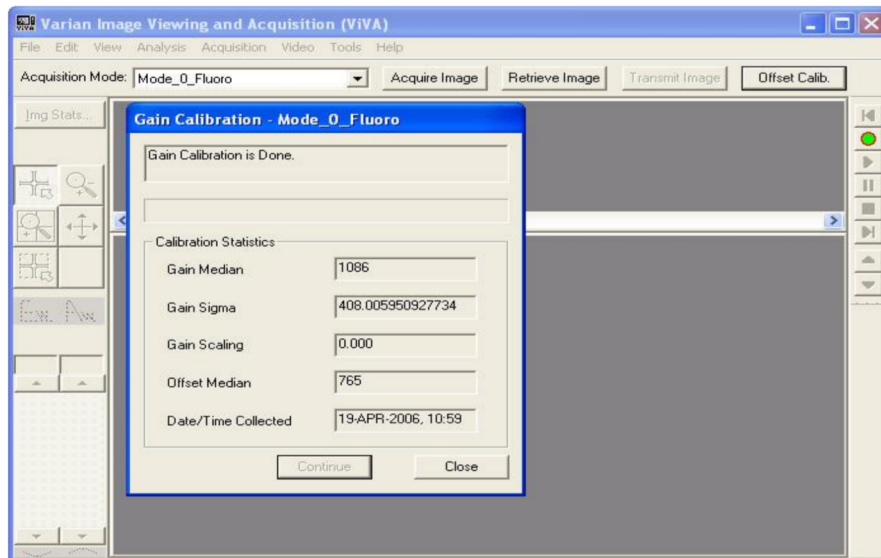 Varian Image Viewing and Acquisition (ViVA)
File Edit View Analysis Acquisition Video Tools Help
Acquisition Mode: Mode_0_Fluoro Acquire Image Retrieve Image Transmit Image Offset Calib.
Img Stats...
Gain Calibration - Mode_0_Fluoro
Gain Calibration is Done.
Calibration Statistics
Gain Median 1086
Gain Sigma 408.005950927734
Gain Scaling 0.000
Offset Median 765
Date/Time Collected 19-APR-2006, 10:59
Continue Close